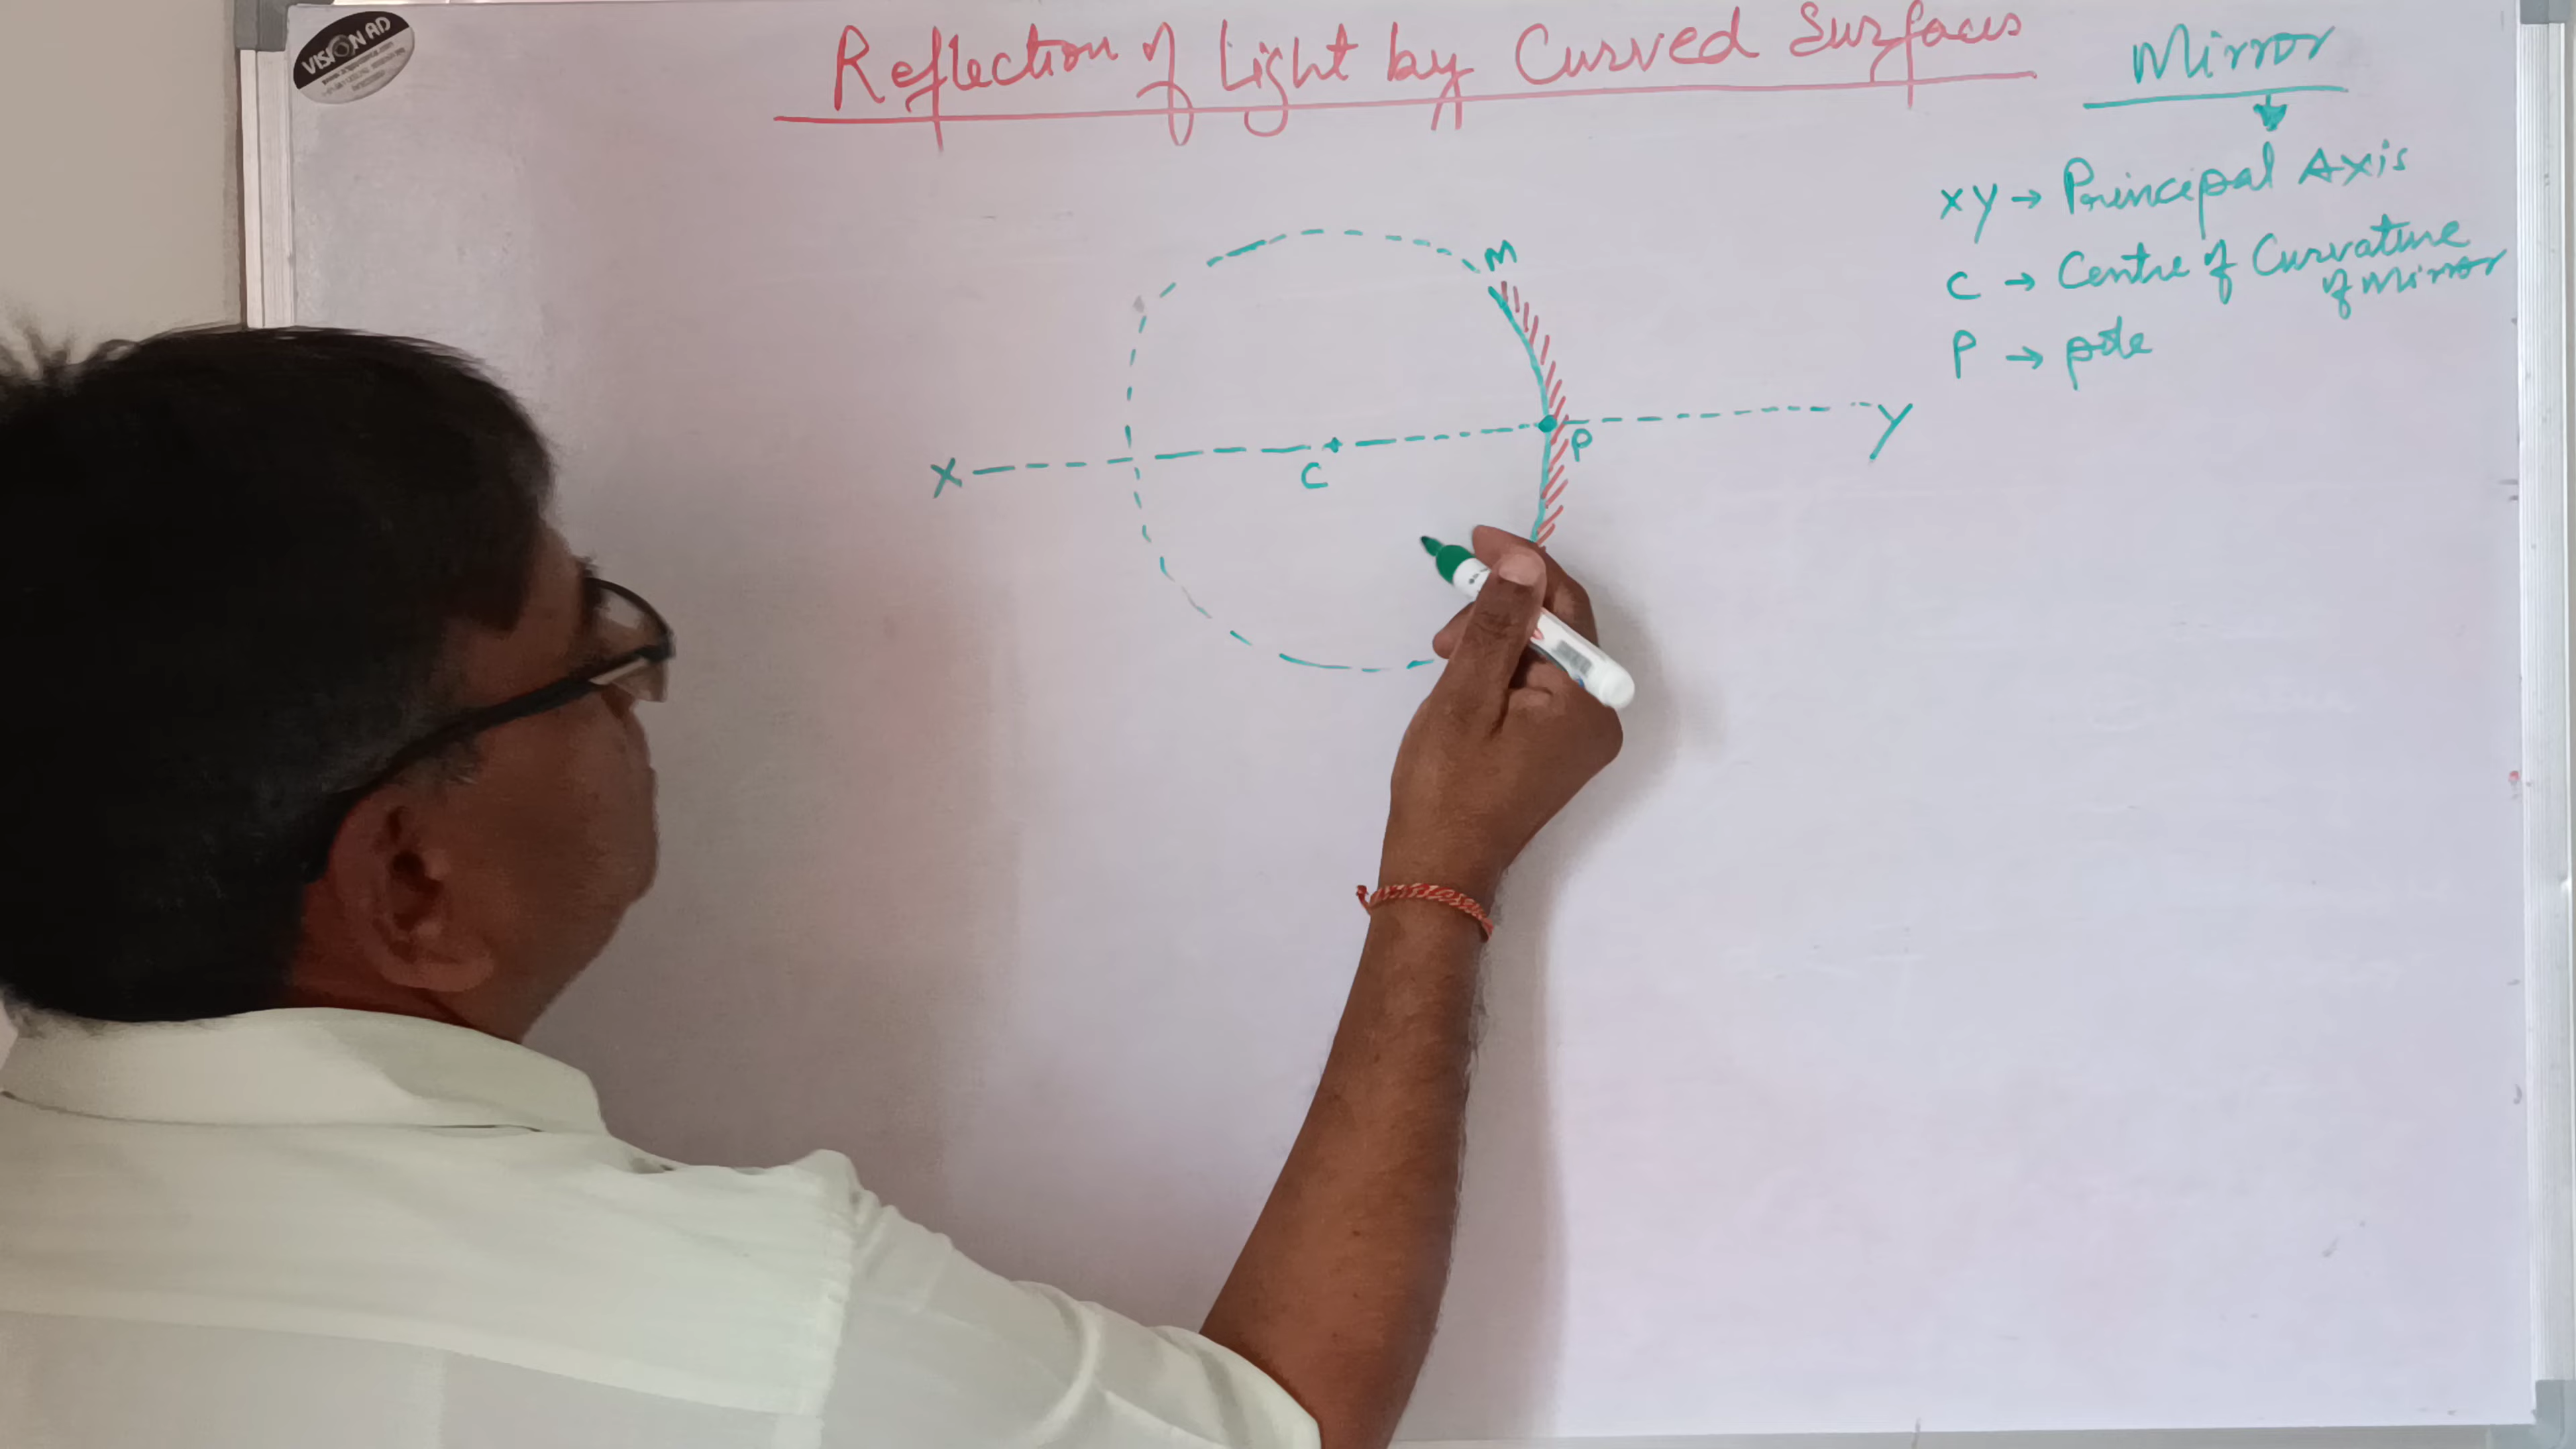 VISION AD
Reflection of Light by Curved Surfaces
Mirror
XY → Principal Axis
C → Centre of Curvature
of Mirror
P → pole
M
X
C
P
Y